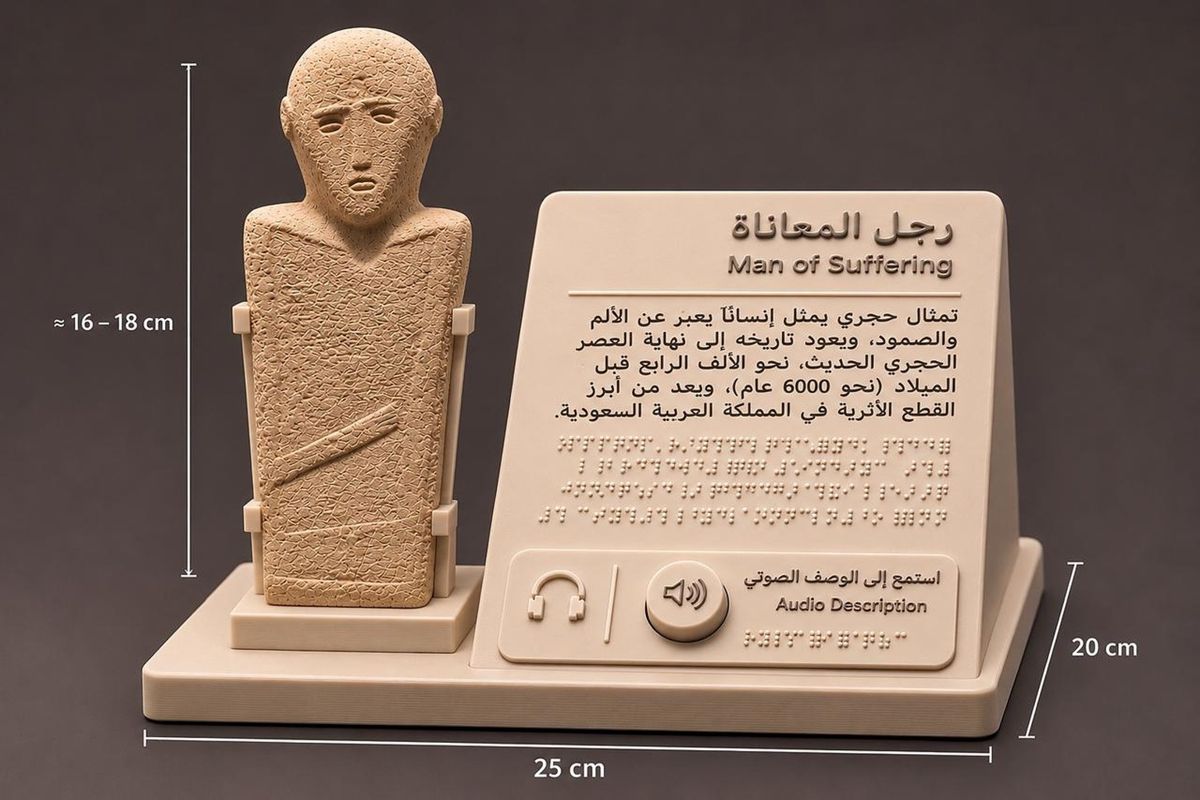 رجل المعاناة
Man of Suffering
تمثال حجري يمثل إنسانًا يعبر عن الألم
والصمود، ويعود تاريخه إلى نهاية العصر
الحجري الحديث، نحو الألف الرابع قبل
الميلاد (نحو 6000 عام)، ويعد من أبرز
القطع الأثرية في المملكة العربية السعودية.
استمع إلى الوصف الصوتي
Audio Description
≈ 16 – 18 cm
25 cm
20 cm